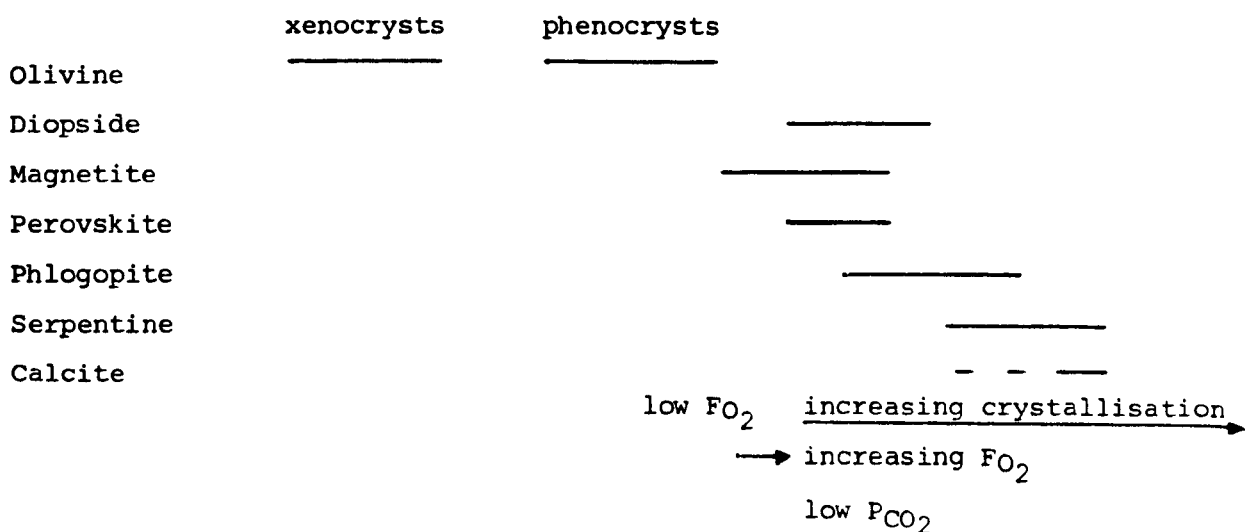 xenocrysts phenocrysts
Olivine
Diopside
Magnetite
Perovskite
Phlogopite
Serpentine
Calcite
low FO2 increasing crystallisation
increasing FO2
low PCO2